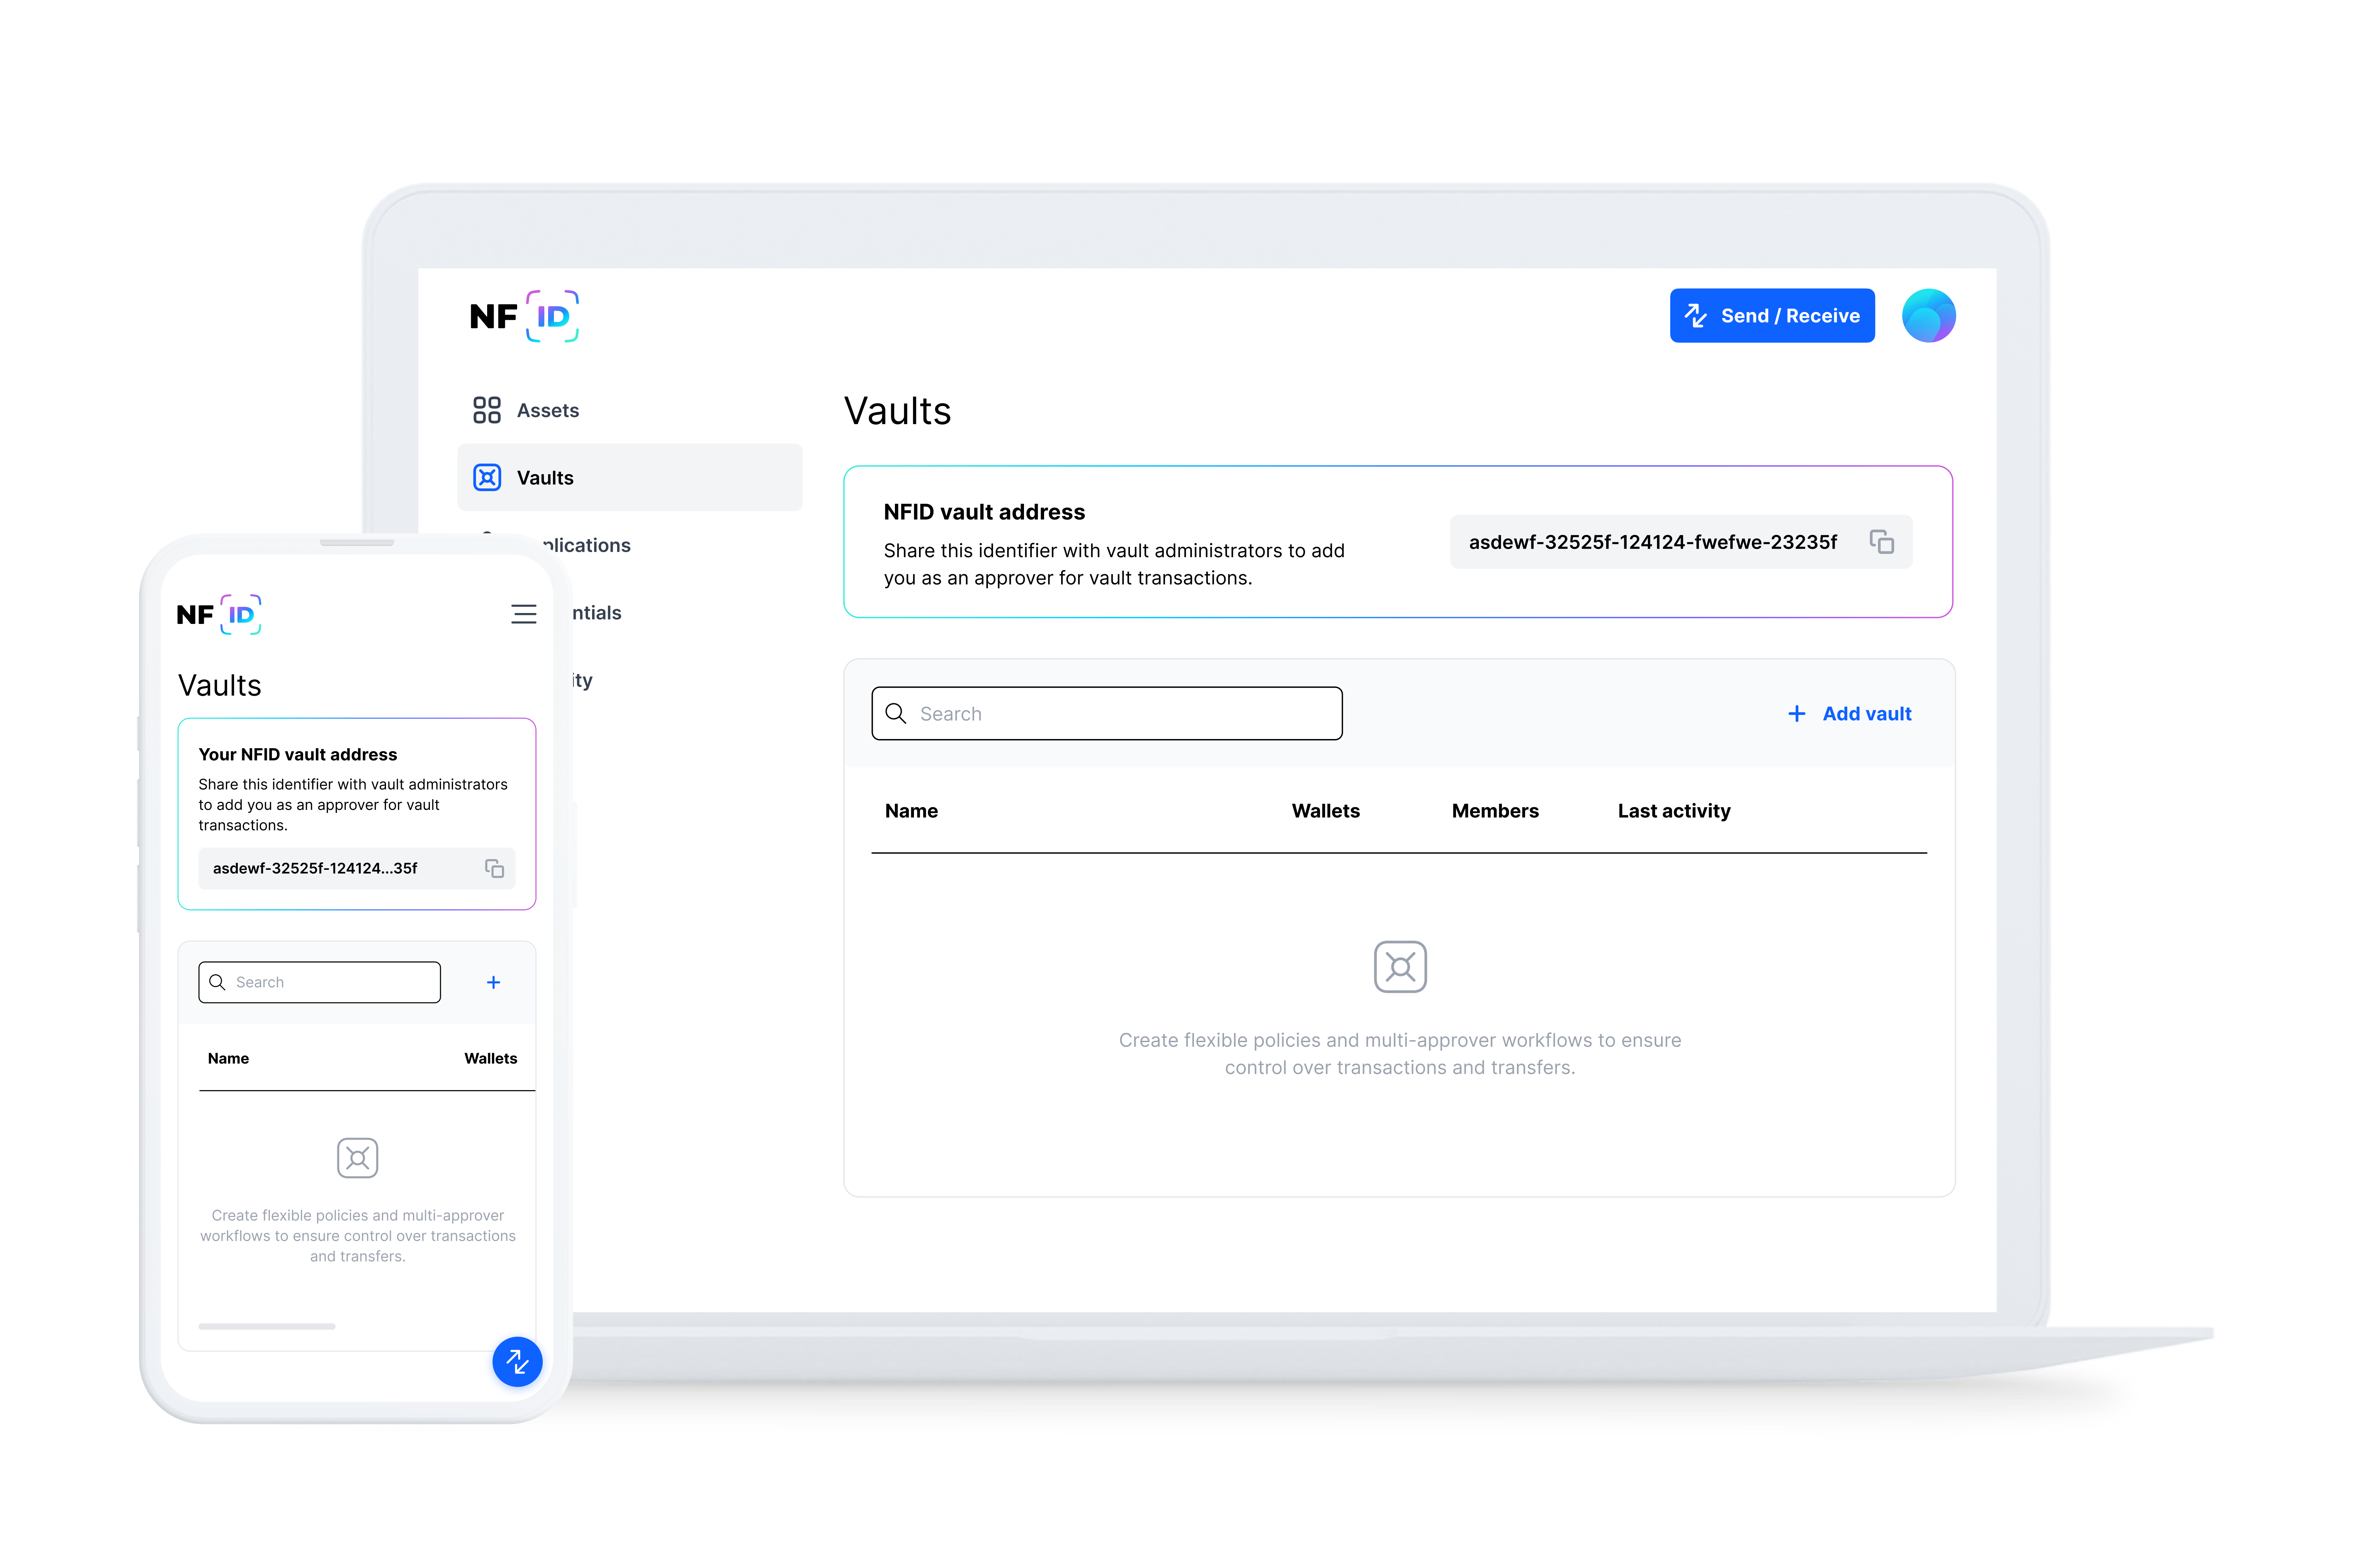 NF ID
Send / Receive
Assets
Vaults
plications
ntials
ity
Vaults
NFID vault address
Share this identifier with vault administrators to add
you as an approver for vault transactions.
asdewf-32525f-124124-fwefwe-23235f
Search
+ Add vault
Name Wallets Members Last activity
Create flexible policies and multi-approver workflows to ensure
control over transactions and transfers.
NF ID
Vaults
Your NFID vault address
Share this identifier with vault administrators
to add you as an approver for vault
transactions.
asdewf-32525f-124124...35f
Search
+
Name Wallets
Create flexible policies and multi-approver
workflows to ensure control over transactions
and transfers.